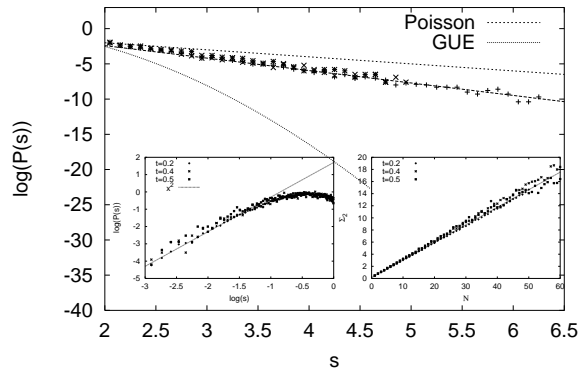 Poisson
GUE
log(P(s))
0
-5
-10
-15
-20
-25
-30
-35
-40
2 2.5 3 3.5 4 4.5 5 5.5 6 6.5
s
t=0.2
t=0.4
t=0.5
x^2
log(P(s))
2
1
0
-1
-2
-3
-4
-5
-3 -2.5 -2 -1.5 -1 -0.5 0
log(s)
t=0.2
t=0.4
t=0.5
Σ2
20
18
16
14
12
10
8
6
4
2
0
0 10 20 30 40 50 60
N